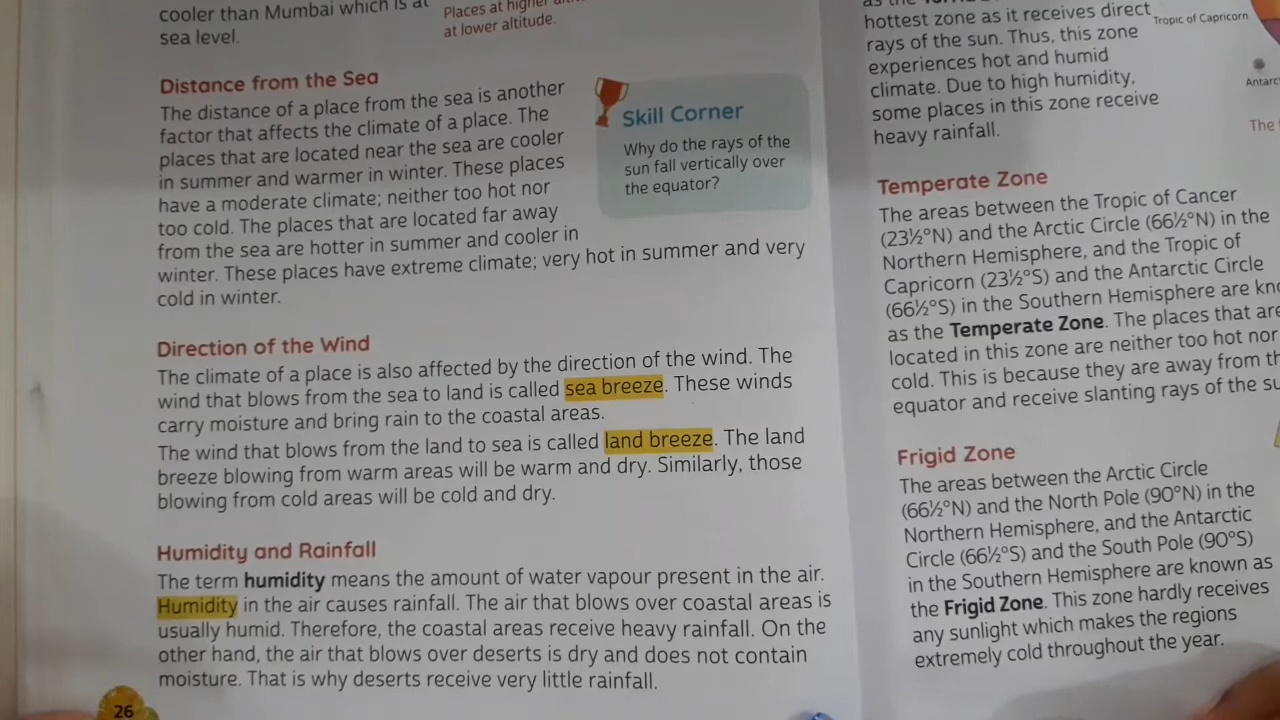 cooler than Mumbai which is at
sea level.
Places at higher
at lower altitude.
Distance from the Sea
The distance of a place from the sea is another
factor that affects the climate of a place. The
places that are located near the sea are cooler
in summer and warmer in winter. These places
have a moderate climate; neither too hot nor
too cold. The places that are located far away
from the sea are hotter in summer and cooler in
winter. These places have extreme climate; very hot in summer and very
cold in winter.
Skill Corner
Why do the rays of the
sun fall vertically over
the equator?
Direction of the Wind
The climate of a place is also affected by the direction of the wind. The
wind that blows from the sea to land is called sea breeze. These winds
carry moisture and bring rain to the coastal areas.
The wind that blows from the land to sea is called land breeze. The land
breeze blowing from warm areas will be warm and dry. Similarly, those
blowing from cold areas will be cold and dry.
Humidity and Rainfall
The term humidity means the amount of water vapour present in the air.
Humidity in the air causes rainfall. The air that blows over coastal areas is
usually humid. Therefore, the coastal areas receive heavy rainfall. On the
other hand, the air that blows over deserts is dry and does not contain
moisture. That is why deserts receive very little rainfall.
26
as the
hottest zone as it receives direct
rays of the sun. Thus, this zone
experiences hot and humid
climate. Due to high humidity,
some places in this zone receive
heavy rainfall.
Tropic of Capricorn
The
Temperate Zone
The areas between the Tropic of Cancer
(23½°N) and the Arctic Circle (66½°N) in the
Northern Hemisphere, and the Tropic of
Capricorn (23½°S) and the Antarctic Circle
(66½°S) in the Southern Hemisphere are
as the Temperate Zone. The places that are
located in this zone are neither too hot nor
cold. This is because they are away from
equator and receive slanting rays of the
Frigid Zone
The areas between the Arctic Circle
(66½°N) and the North Pole (90°N) in the
Northern Hemisphere, and the Antarctic
Circle (66½°S) and the South Pole (90°S)
in the Southern Hemisphere are known as
the Frigid Zone. This zone hardly receives
any sunlight which makes the regions
extremely cold throughout the year.